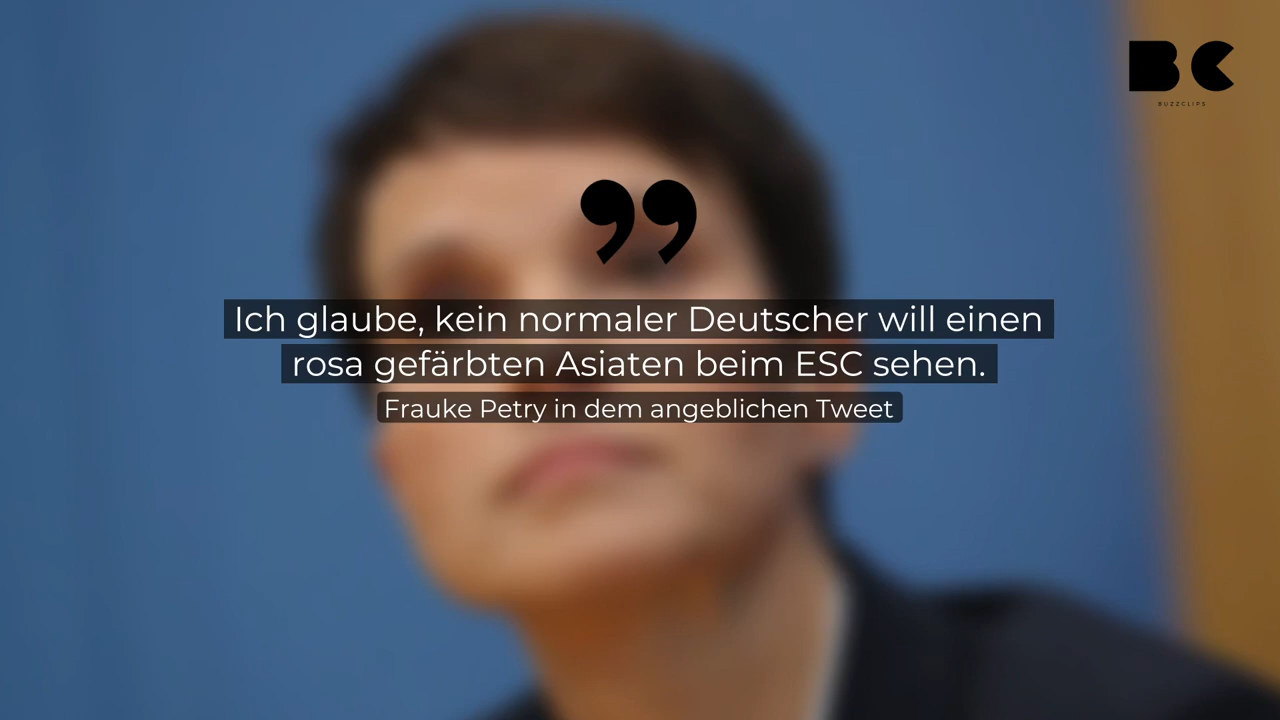 BC
BUZZCLIPS
”
Ich glaube, kein normaler Deutscher will einen
rosa gefärbten Asiaten beim ESC sehen.
Frauke Petry in dem angeblichen Tweet